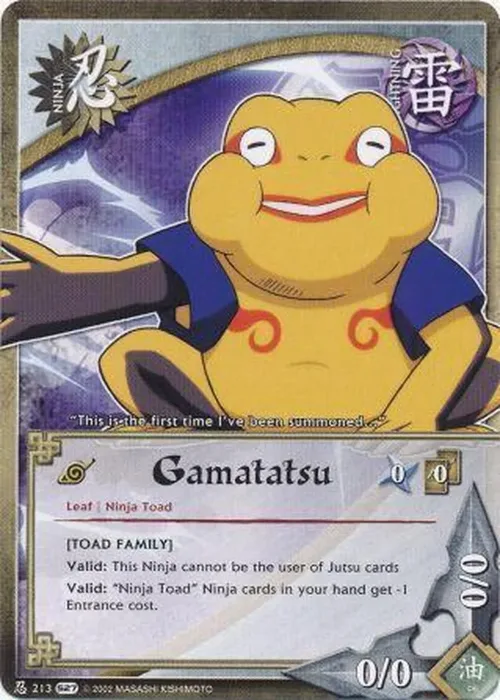 NINJA 忍
LIGHTNING 雷
"This is the first time I've been summoned..."
Gamatatsu 0 0
Leaf | Ninja Toad
[TOAD FAMILY]
Valid: This Ninja cannot be the user of Jutsu cards
Valid: "Ninja Toad" Ninja cards in your hand get -1
Entrance cost.
0/0
0/0
油
忍 213 © 2002 MASASHI KISHIMOTO